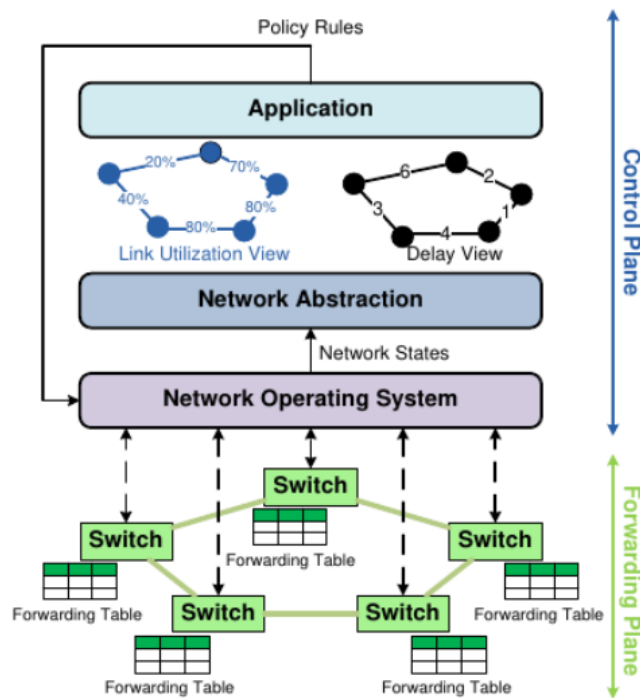 Policy Rules
Application
20%
70%
40%
80%
80%
Link Utilization View
6
2
3
1
4
Delay View
Network Abstraction
Network States
Network Operating System
Control Plane
Switch
Forwarding Table
Switch
Forwarding Table
Switch
Forwarding Table
Switch
Forwarding Table
Switch
Forwarding Table
Forwarding Plane